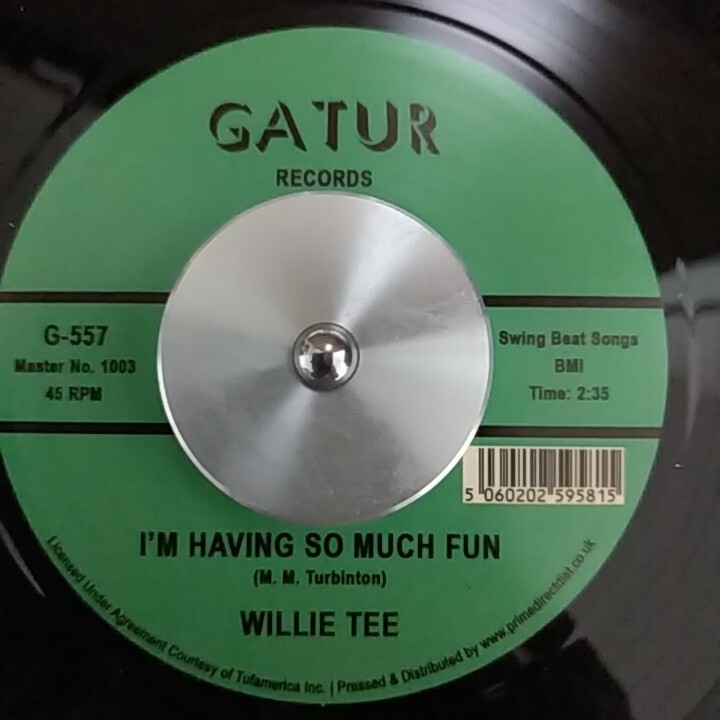 GATUR
RECORDS
G-557
Master No. 1003
45 RPM
Swing Beat Songs
BMI
Time: 2:35
5 060202 595815
I'M HAVING SO MUCH FUN
(M. M. Turbinton)
WILLIE TEE
Licensed Under Agreement Courtesy of Tufamerica Inc. | Pressed & Distributed by www.primedirectdist.co.uk